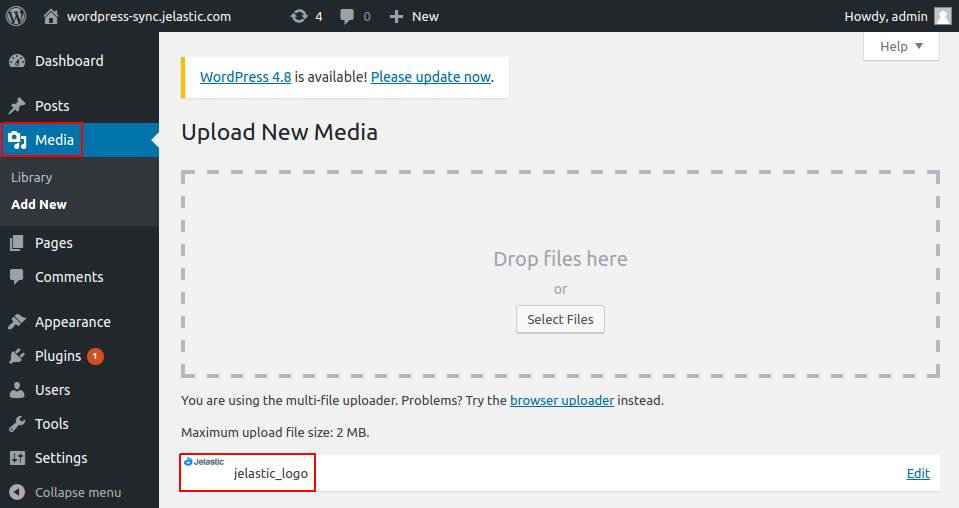 wordpress-sync.jelastic.com 4 0 New Howdy, admin
Help
Dashboard
Posts
Media
Library
Add New
Pages
Comments
Appearance
Plugins 1
Users
Tools
Settings
Collapse menu
WordPress 4.8 is available! Please update now.
Upload New Media
Drop files here
or
Select Files
You are using the multi-file uploader. Problems? Try the browser uploader instead.
Maximum upload file size: 2 MB.
Jelastic
jelastic_logo Edit